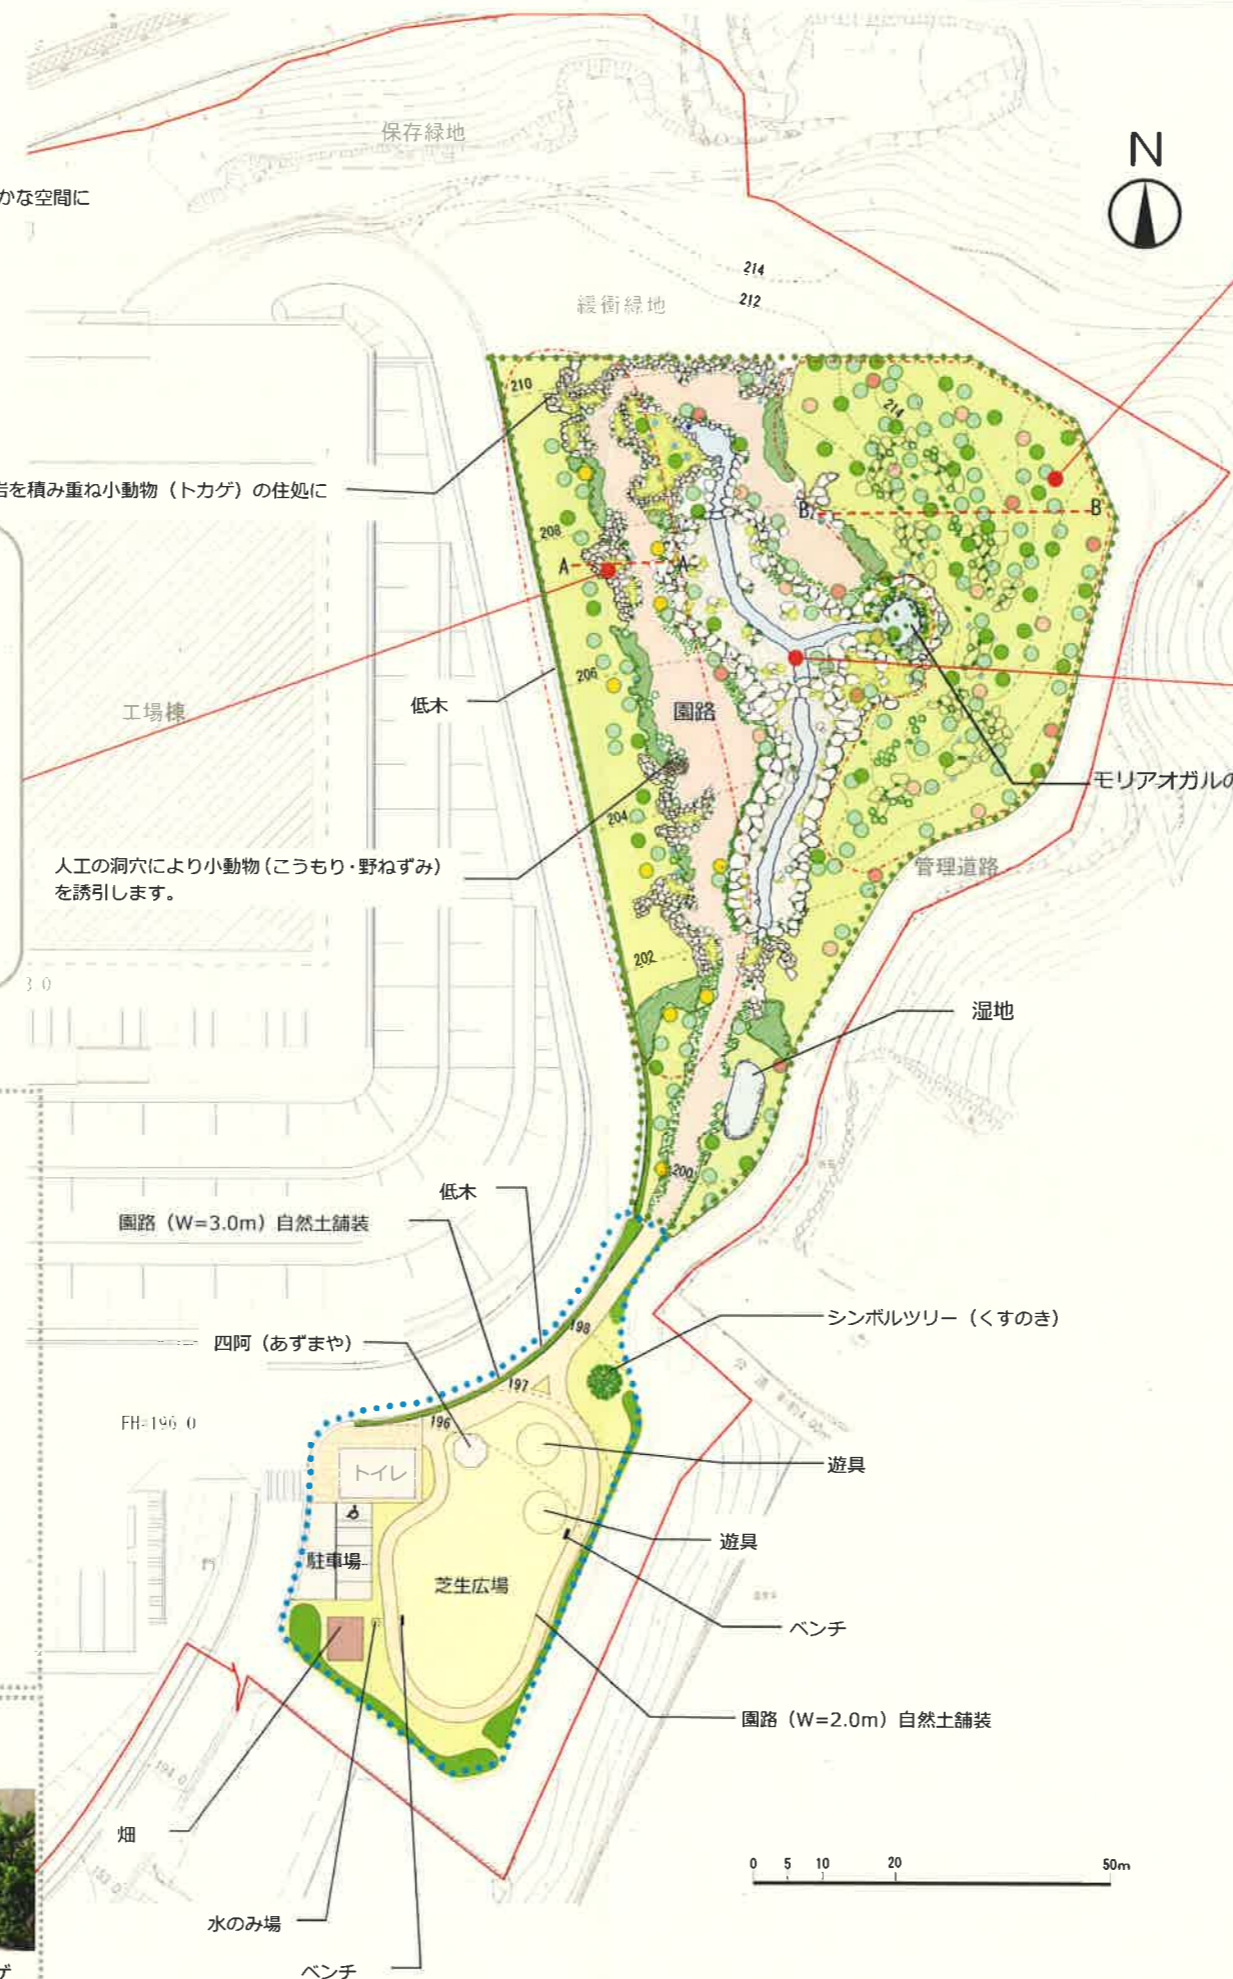 保存緑地
N
かな空間に
214
212
緩衝緑地
210
214
岩を積み重ね小動物（トカゲ）の住処に
B
B
208
A
A
206
低木
園路
工場棟
モリアオガルの
204
人工の洞穴により小動物（こうもり・野ねずみ）
を誘引します。
管理道路
202
3.0
湿地
200
低木
園路（W=3.0m）自然土舗装
シンボルツリー（くすのき）
198
四阿（あずまや）
197
FH=196.0
196
トイレ
遊具
遊具
駐車場
芝生広場
ベンチ
園路（W=2.0m）自然土舗装
194.0
畑
0 5 10 20 50m
193.0
水のみ場
ベンチ
ゲ